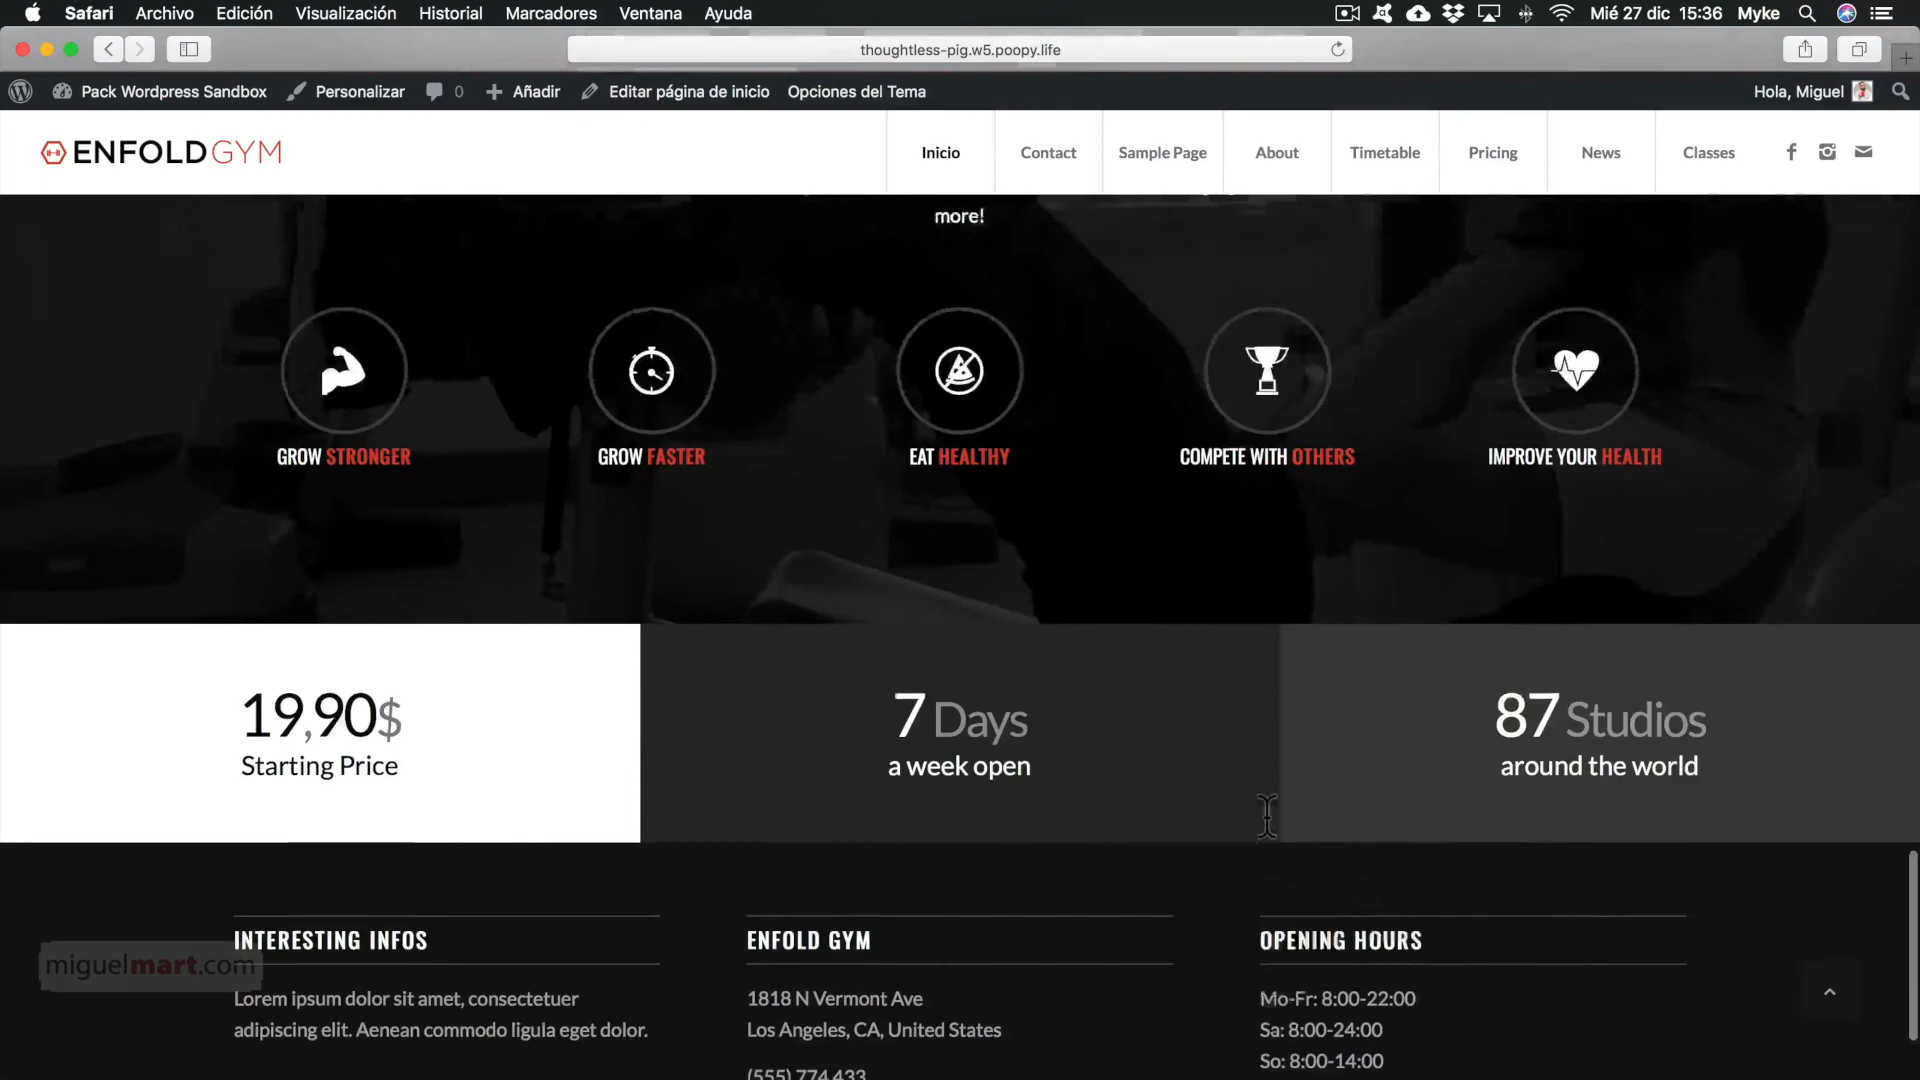 Safari Archivo Edición Visualización Historial Marcadores Ventana Ayuda Mié 27 dic 15:36 Myke
thoughtless-pig.w5.poopy.life
Pack Wordpress Sandbox Personalizar 0 Añadir Editar página de inicio Opciones del Tema Hola, Miguel
ENFOLDGYM Inicio Contact Sample Page About Timetable Pricing News Classes
more!
GROW STRONGER GROW FASTER EAT HEALTHY COMPETE WITH OTHERS IMPROVE YOUR HEALTH
19,90$
Starting Price
7 Days
a week open
87 Studios
around the world
INTERESTING INFOS
Lorem ipsum dolor sit amet, consectetuer
adipiscing elit. Aenean commodo ligula eget dolor.
ENFOLD GYM
1818 N Vermont Ave
Los Angeles, CA, United States
(555) 774 433
OPENING HOURS
Mo-Fr: 8:00-22:00
Sa: 8:00-24:00
So: 8:00-14:00
miguelmart.com